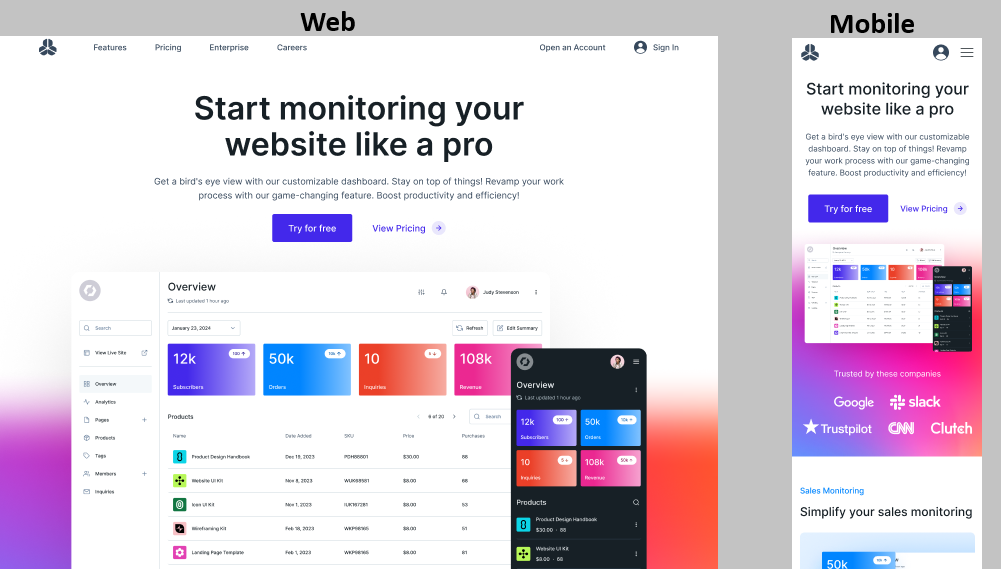 Web
Mobile
Features Pricing Enterprise Careers Open an Account Sign In
Start monitoring your
website like a pro
Get a bird's eye view with our customizable dashboard. Stay on top of things! Revamp your work
process with our game-changing feature. Boost productivity and efficiency!
Try for free View Pricing
Overview
Last updated 1 hour ago
Judy Stevenson
Search
January 23, 2024
Refresh Edit Summary
View Live Site
Overview
Analytics
Pages
Products
Tags
Members
Inquiries
12k 100
Subscribers
50k 10k
Orders
10 5
Inquiries
108k
Revenue
Products
6 of 20
Search
Name Date Added SKU Price Purchases
Product Design Handbook Dec 19, 2023 PDH88801 $30.00 68
Website UI Kit Nov 8, 2023 WUK68581 $8.00 68
Icon UI Kit Nov 1, 2023 IUK167281 $8.00 53
Wireframing Kit Feb 18, 2023 WKP98165 $8.00 51
Landing Page Template Feb 1, 2023 WKP98165 $8.00 81
Overview
Last updated 1 hour ago
12k 100
Subscribers
50k 10k
Orders
10 5
Inquiries
108k 50k
Revenue
Products
Product Design Handbook
$30.00 · 68
Website UI Kit
$8.00 · 68
Start monitoring your
website like a pro
Get a bird's eye view with our customizable
dashboard. Stay on top of things! Revamp
your work process with our game-changing
feature. Boost productivity and efficiency!
Try for free View Pricing
Overview
12k
50k
10
108k
Trusted by these companies
Google slack
Trustpilot CNN Clutch
Sales Monitoring
Simplify your sales monitoring
50k